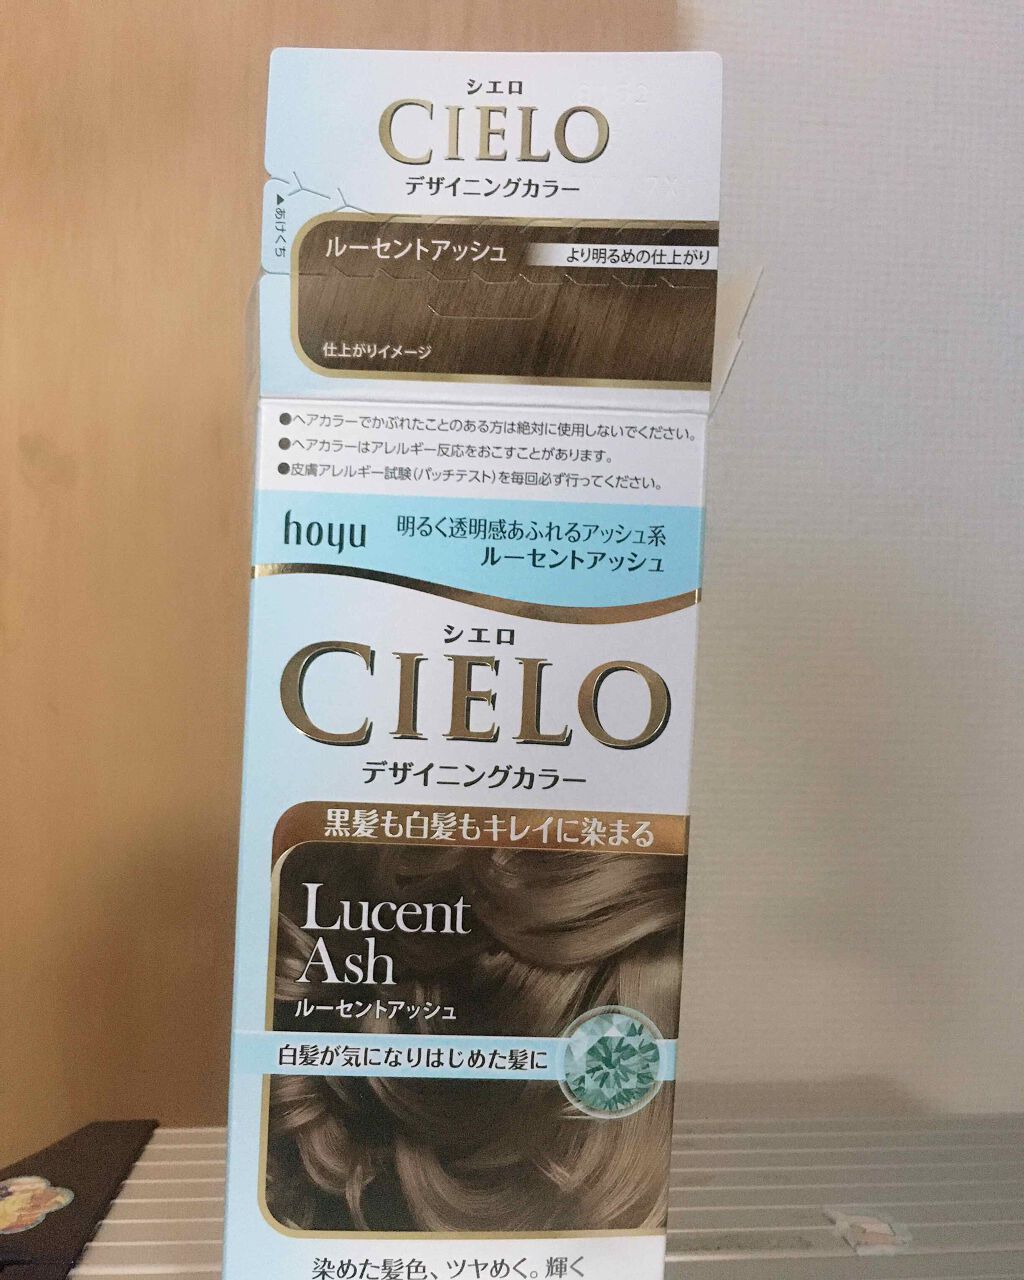 シエロ
CIELO
デザイニングカラー
▲あけくち
ルーセントアッシュ
より明るめの仕上がり
仕上がりイメージ
●ヘアカラーでかぶれたことのある方は絶対に使用しないでください。
●ヘアカラーはアレルギー反応をおこすことがあります。
●皮膚アレルギー試験(パッチテスト)を毎回必ず行ってください。
hoyu
明るく透明感あふれるアッシュ系
ルーセントアッシュ
シエロ
CIELO
デザイニングカラー
黒髪も白髪もキレイに染まる
Lucent
Ash
ルーセントアッシュ
白髪が気になりはじめた髪に
染めた髪色、ツヤめく。輝く